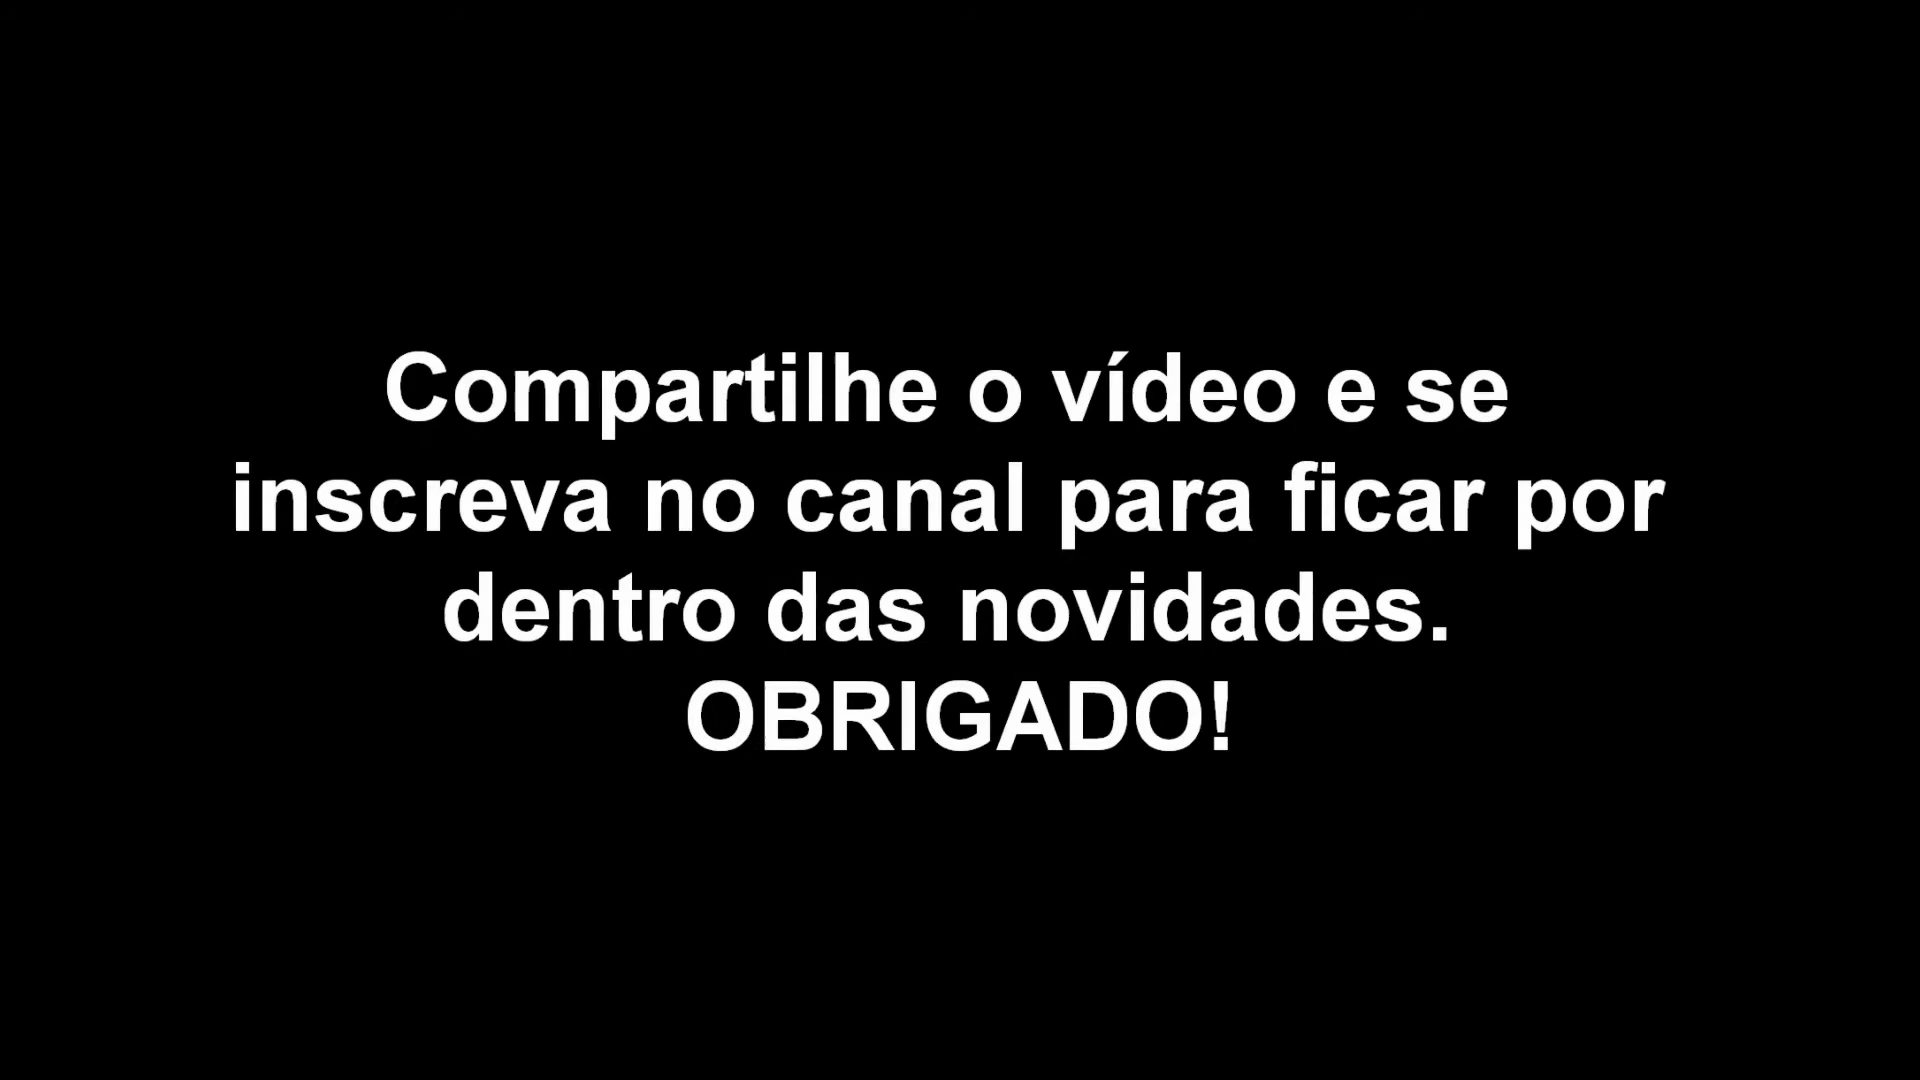 Compartilhe o vídeo e se
inscreva no canal para ficar por
dentro das novidades.
OBRIGADO!